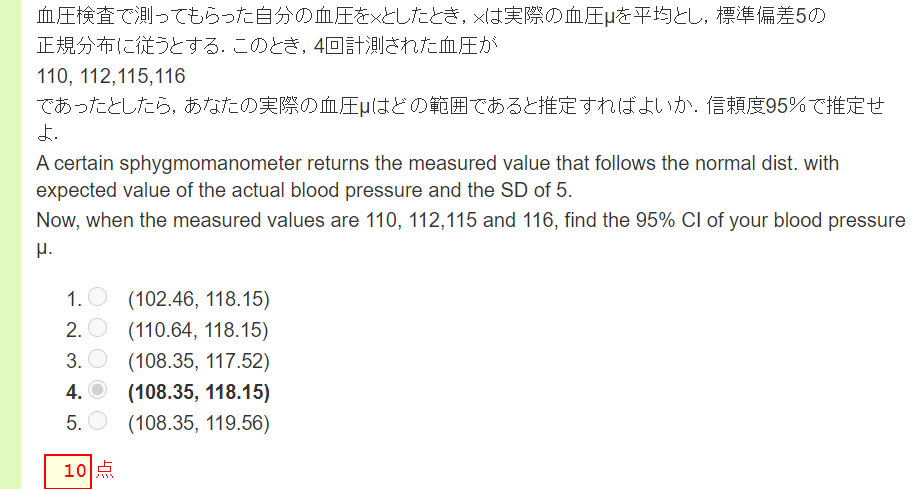 血圧検査で測ってもらった自分の血圧をxとしたとき, xは実際の血圧μを平均とし, 標準偏差5の
正規分布に従うとする. このとき, 4回計測された血圧が
110, 112,115,116
であったとしたら, あなたの実際の血圧μはどの範囲であると推定すればよいか. 信頼度95%で推定せ
よ.
A certain sphygmomanometer returns the measured value that follows the normal dist. with
expected value of the actual blood pressure and the SD of 5.
Now, when the measured values are 110, 112,115 and 116, find the 95% CI of your blood pressure
μ.
1. (102.46, 118.15)
2. (110.64, 118.15)
3. (108.35, 117.52)
4. (108.35, 118.15)
5. (108.35, 119.56)
10 点